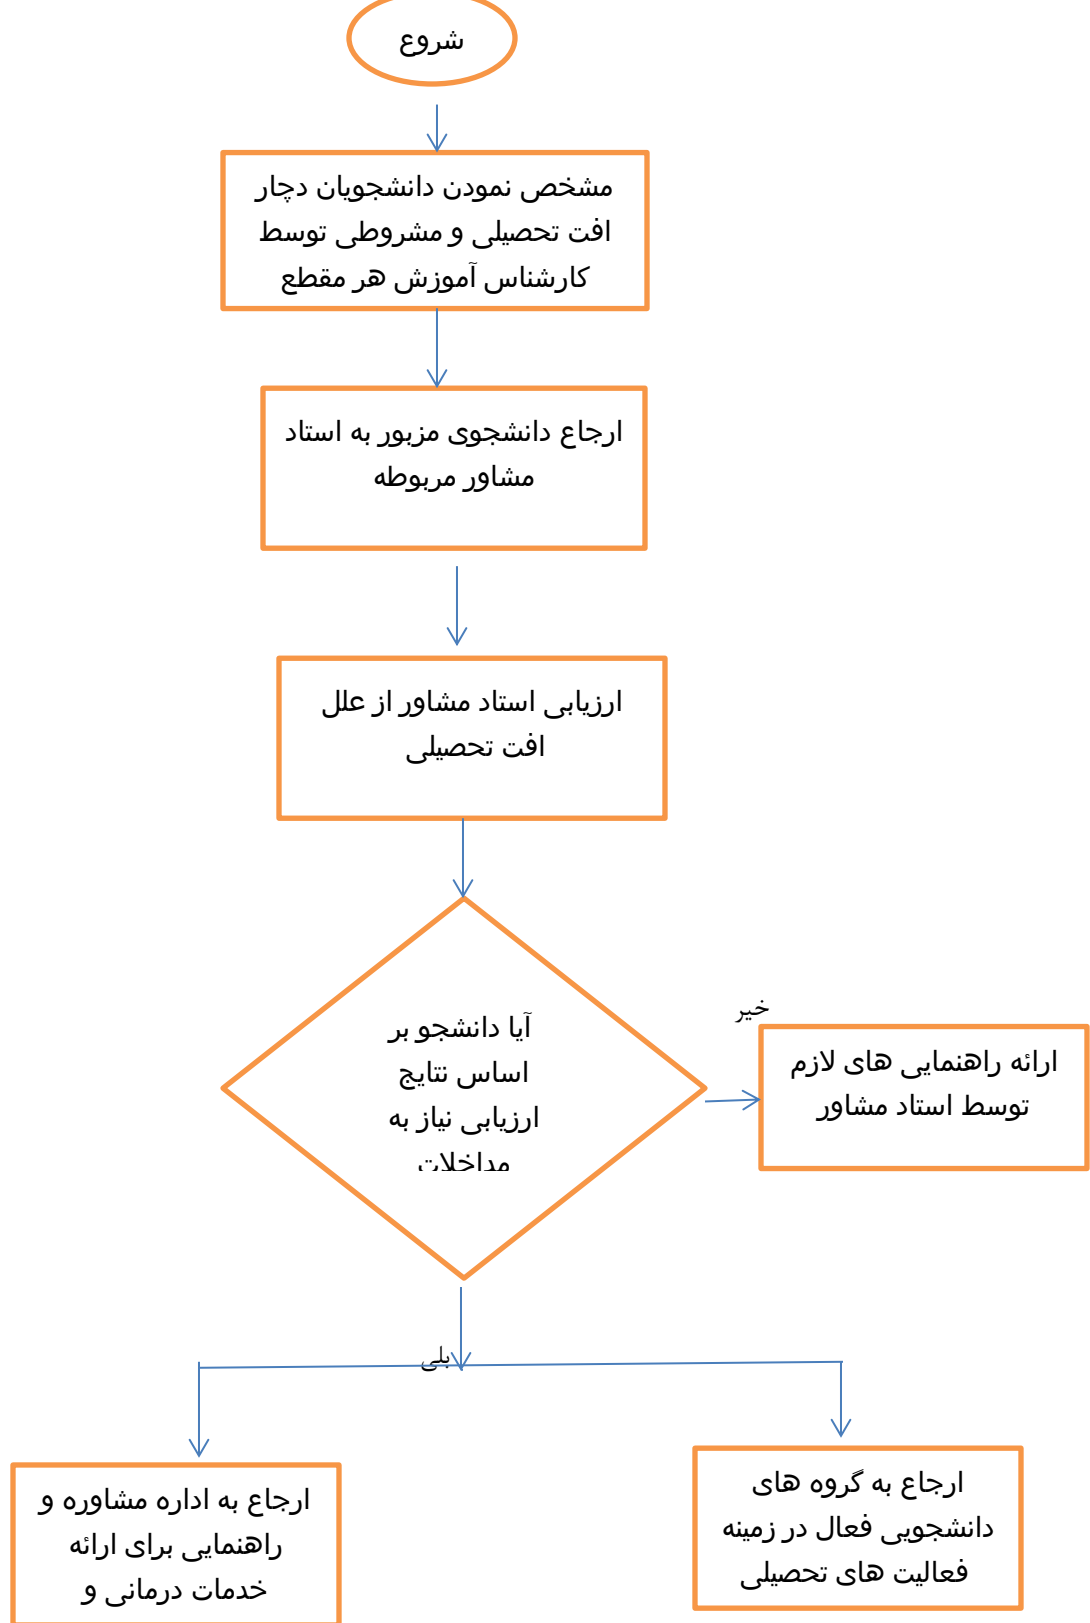 شروع
مشخص نمودن دانشجویان دچار
افت تحصیلی و مشروطی توسط
کارشناس آموزش هر مقطع
ارجاع دانشجوی مزبور به استاد
مشاور مربوطه
ارزیابی استاد مشاور از علل
افت تحصیلی
آیا دانشجو بر
اساس نتایج
ارزیابی نیاز به
مداخلات
خیر
ارائه راهنمایی های لازم
توسط استاد مشاور
بلی
ارجاع به گروه های
دانشجویی فعال در زمینه
فعالیت های تحصیلی
ارجاع به اداره مشاوره و
راهنمایی برای ارائه
خدمات درمانی و